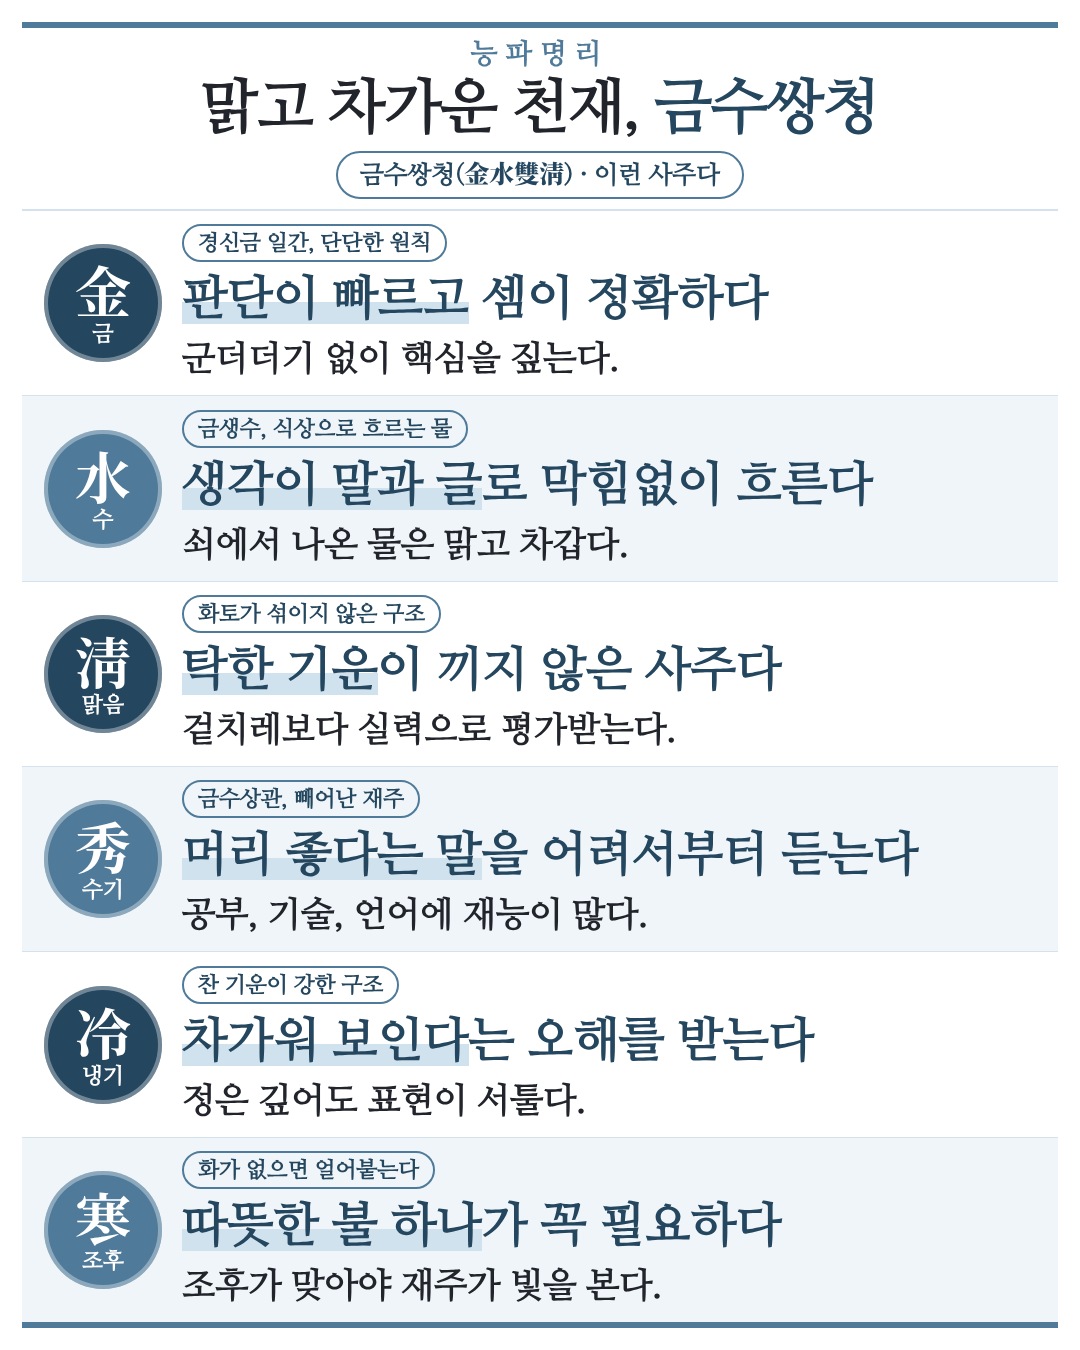 능파명리
맑고 차가운 천재, 금수쌍청
금수쌍청(金水雙淸) · 이런 사주다
金
금
경신금 일간, 단단한 원칙
판단이 빠르고 셈이 정확하다
군더더기 없이 핵심을 짚는다.
水
수
금생수, 식상으로 흐르는 물
생각이 말과 글로 막힘없이 흐른다
쇠에서 나온 물은 맑고 차갑다.
淸
맑음
화토가 섞이지 않은 구조
탁한 기운이 끼지 않은 사주다
겉치레보다 실력으로 평가받는다.
秀
수기
금수상관, 빼어난 재주
머리 좋다는 말을 어려서부터 듣는다
공부, 기술, 언어에 재능이 많다.
冷
냉기
찬 기운이 강한 구조
차가워 보인다는 오해를 받는다
정은 깊어도 표현이 서툴다.
寒
조후
화가 없으면 얼어붙는다
따뜻한 불 하나가 꼭 필요하다
조후가 맞아야 재주가 빛을 본다.